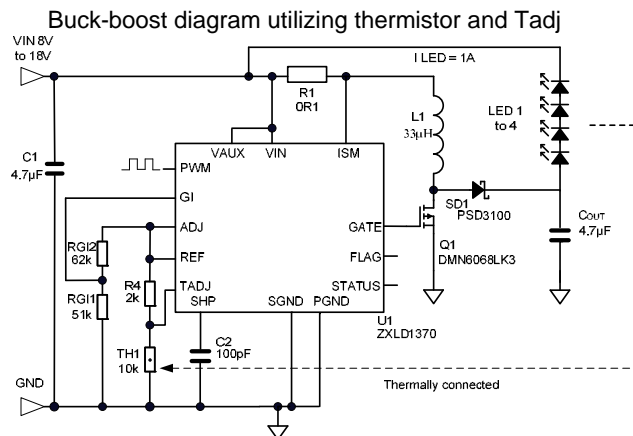 Buck-boost diagram utilizing thermistor and Tadj
VIN 8V
to 18V
I LED = 1A
R1
0R1
L1
33µH
LED 1
to 4
C1
4.7µF
VAUX
VIN
ISM
PWM
GI
ADJ
REF
TADJ
SHP
SGND
PGND
GATE
FLAG
STATUS
SD1
PSD3100
Q1
DMN6068LK3
COUT
4.7µF
RGI2
62k
RGI1
51k
R4
2k
TH1
10k
C2
100pF
U1
ZXLD1370
GND
Thermally connected